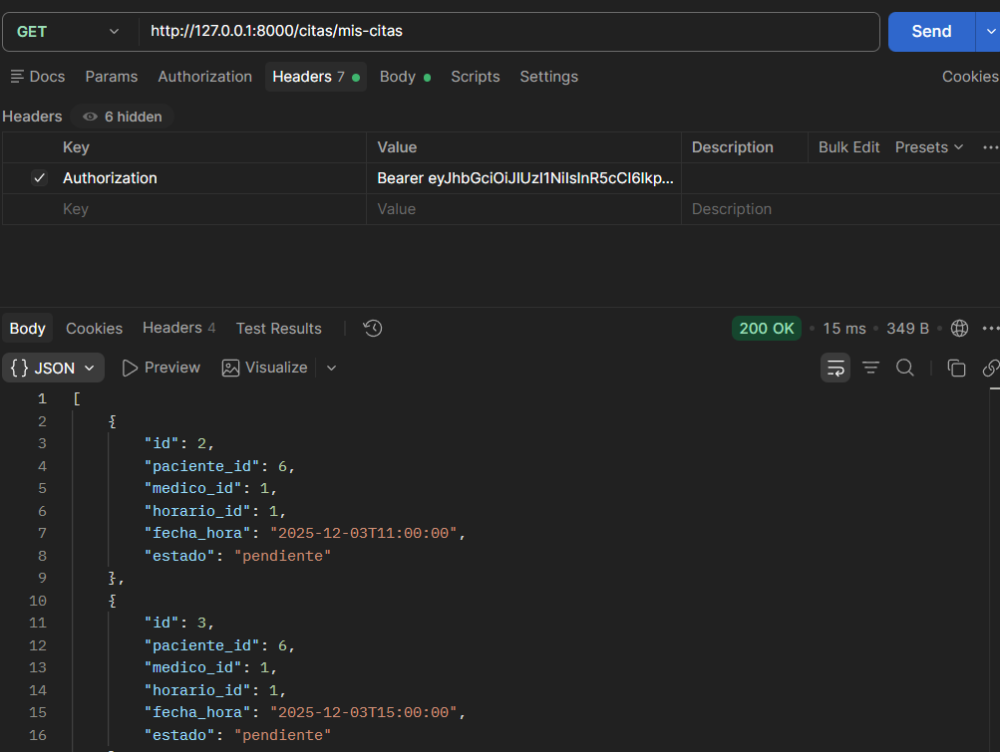 GET http://127.0.0.1:8000/citas/mis-citas Send
Docs Params Authorization Headers 7 Body Scripts Settings Cookies
Headers 6 hidden
Key Value Description Bulk Edit Presets
Authorization Bearer eyJhbGciOiJIUzI1NiIsInR5cCI6Ikp...
Key Value Description
Body Cookies Headers 4 Test Results 200 OK 15 ms 349 B
{} JSON Preview Visualize
1 [
2 {
3 "id": 2,
4 "paciente_id": 6,
5 "medico_id": 1,
6 "horario_id": 1,
7 "fecha_hora": "2025-12-03T11:00:00",
8 "estado": "pendiente"
9 },
10 {
11 "id": 3,
12 "paciente_id": 6,
13 "medico_id": 1,
14 "horario_id": 1,
15 "fecha_hora": "2025-12-03T15:00:00",
16 "estado": "pendiente"